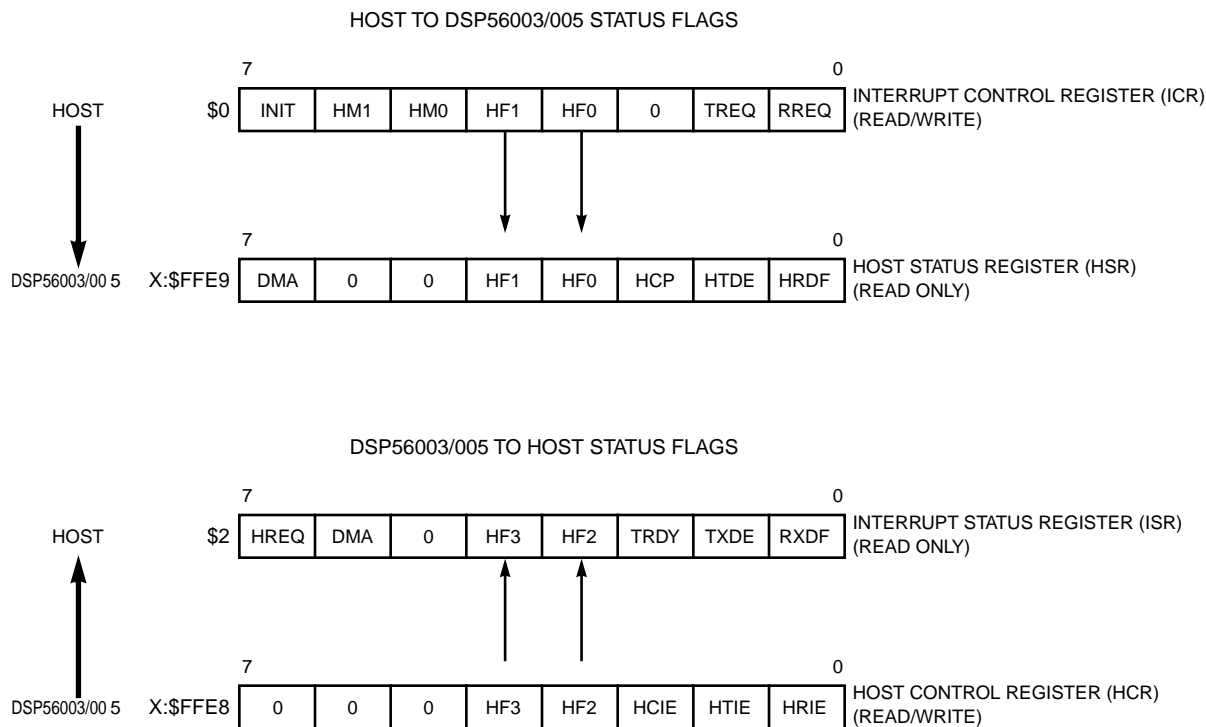 HOST TO DSP56003/005 STATUS FLAGS
7 0
HOST $0 INIT HM1 HM0 HF1 HF0 0 TREQ RREQ INTERRUPT CONTROL REGISTER (ICR)
(READ/WRITE)
7 0
DSP56003/00 5 X:$FFE9 DMA 0 0 HF1 HF0 HCP HTDE HRDF HOST STATUS REGISTER (HSR)
(READ ONLY)
DSP56003/005 TO HOST STATUS FLAGS
7 0
HOST $2 HREQ DMA 0 HF3 HF2 TRDY TXDE RXDF INTERRUPT STATUS REGISTER (ISR)
(READ ONLY)
7 0
DSP56003/00 5 X:$FFE8 0 0 0 HF3 HF2 HCIE HTIE HRIE HOST CONTROL REGISTER (HCR)
(READ/WRITE)